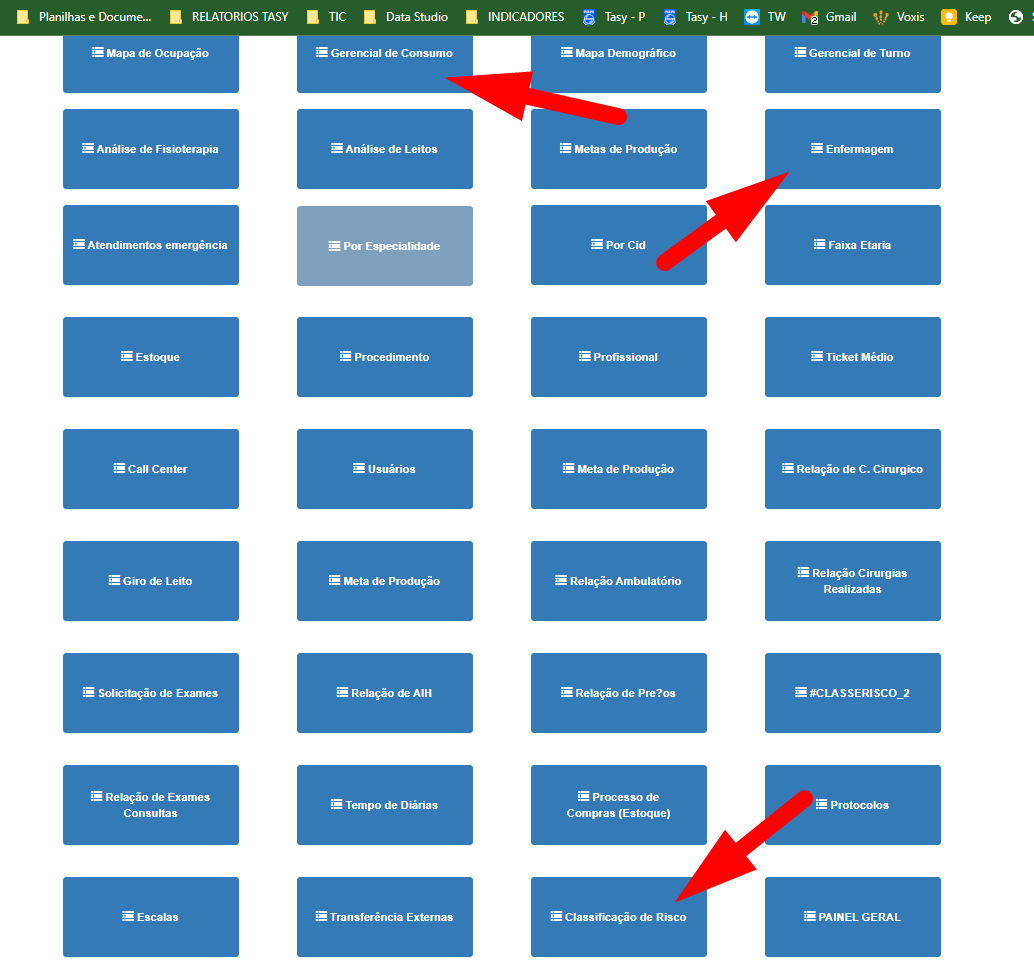 Planilhas e Docume... RELATORIOS TASY TIC Data Studio INDICADORES Tasy - P Tasy - H TW 2 Gmail Voxis Keep
Mapa de Ocupação Gerencial de Consumo Mapa Demográfico Gerencial de Turno
Análise de Fisioterapia Análise de Leitos Metas de Produção Enfermagem
Atendimentos emergência Por Especialidade Por Cid Faixa Etaria
Estoque Procedimento Profissional Ticket Médio
Call Center Usuários Meta de Produção Relação de C. Cirurgico
Giro de Leito Meta de Produção Relação Ambulatório Relação Cirurgias
Realizadas
Solicitação de Exames Relação de AIH Relação de Pre?os #CLASSERISCO_2
Relação de Exames
Consultas
Tempo de Diárias
Processo de
Compras (Estoque)
Protocolos
Escalas Transferência Externas Classificação de Risco PAINEL GERAL